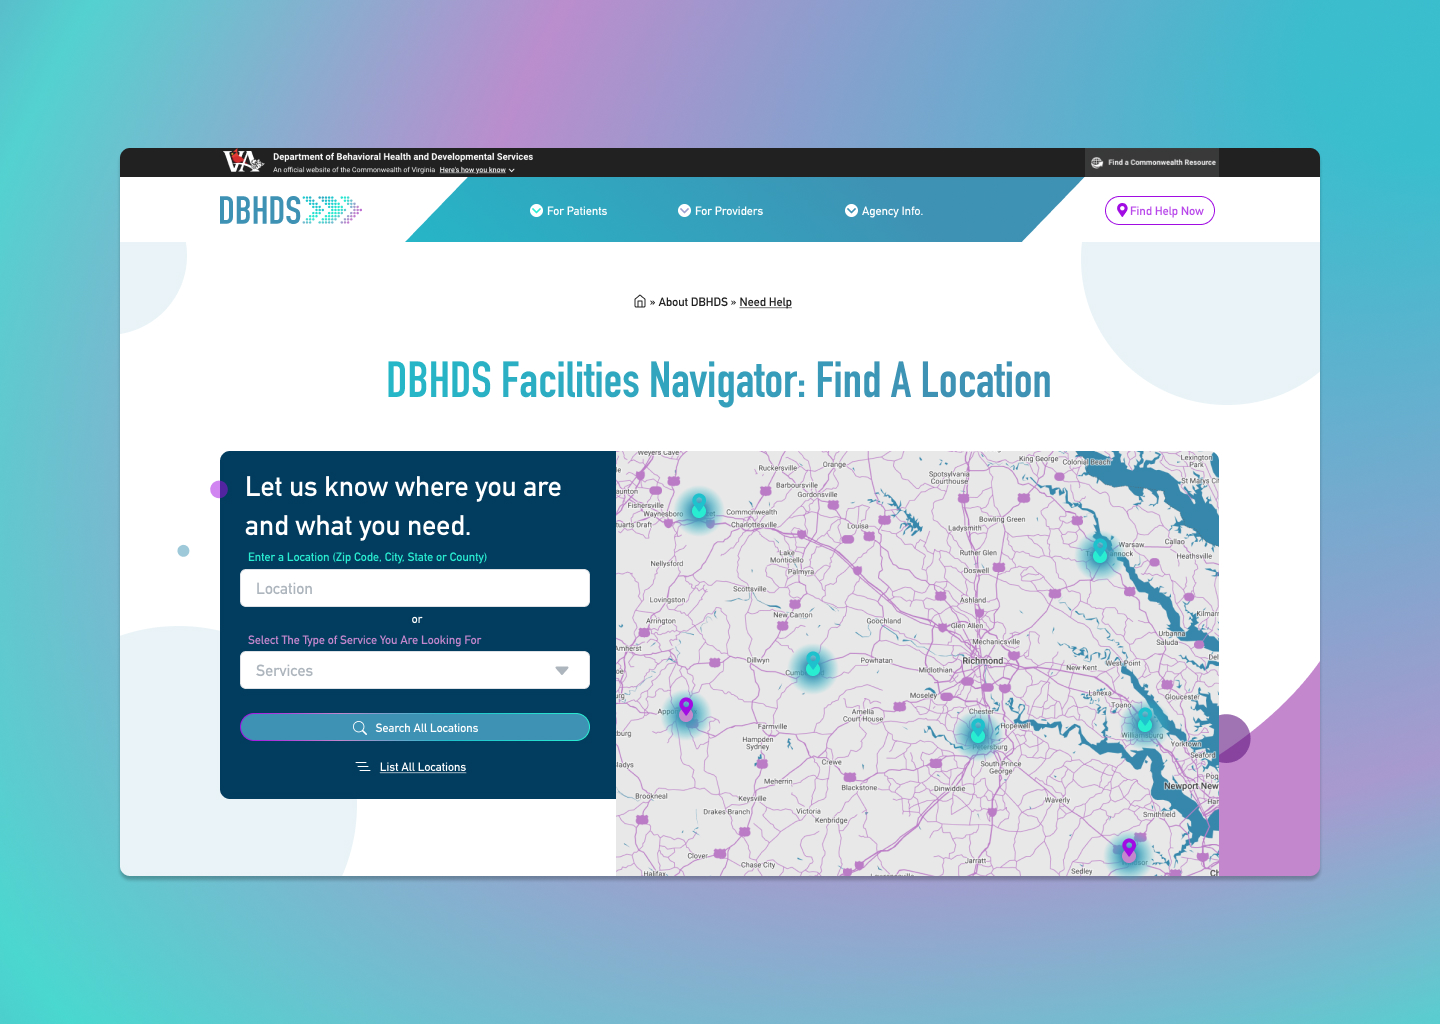 Department of Behavioral Health and Developmental Services
An official website of the Commonwealth of Virginia Here's how you know
Find a Commonwealth Resource
DBHDS
For Patients
For Providers
Agency Info.
Find Help Now
» About DBHDS » Need Help
DBHDS Facilities Navigator: Find A Location
Let us know where you are
and what you need.
Enter a Location (Zip Code, City, State or County)
Location
or
Select The Type of Service You Are Looking For
Services
Search All Locations
List All Locations
Weyers Cave
Ruckersville
Orange
King George
Colonial Beach
Lexington
Park
Spotsylvania
Courthouse
St Marys Ci
aunton
Barboursville
Gordonsville
Fishersville
Waynesboro
Commonwealth
tuarts Draft
Charlottesville
Louisa
Ladysmith
Bowling Green
Lake
Monticello
Ruther Glen
Warsaw
Callao
Heathsville
Nellysford
Palmyra
Doswell
Scottsville
Lovingston
Ashland
Arrington
New Canton
Goochland
Glen Allen
Kilmar
Mechanicsville
Urbanna
Saluda
Amherst
Dillwyn
Powhatan
Richmond
Midlothian
New Kent
West Point
Moseley
Lanexa
Gloucester
Toano
Amelia
Court House
Chester
Farmville
Hopewell
Williamsburg
Hampden
Sydney
Yorktown
Seaford
Crewe
South Prince
George
Meherrin
Blackstone
Dinwiddie
Newport New
Brookneal
Keysville
Waverly
Drakes Branch
Victoria
Kenbridge
Smithfield
Clover
Chase City
Jarratt
Sedley
Halifax